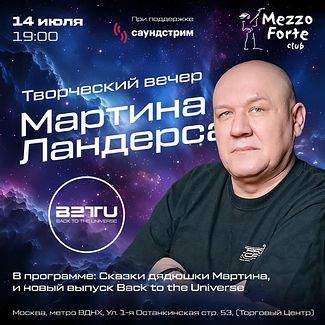 14 июля
19:00
При поддержке
саундстрим
Mezzo
Forte
club
Творческий вечер
Мартина
Ландерса
B2TU
BACK TO THE UNIVERSE
В программе: Сказки дядюшки Мартина,
и новый выпуск Back to the Universe
Москва, метро ВДНХ, Ул. 1-я Останкинская стр. 53, (Торговый Центр)